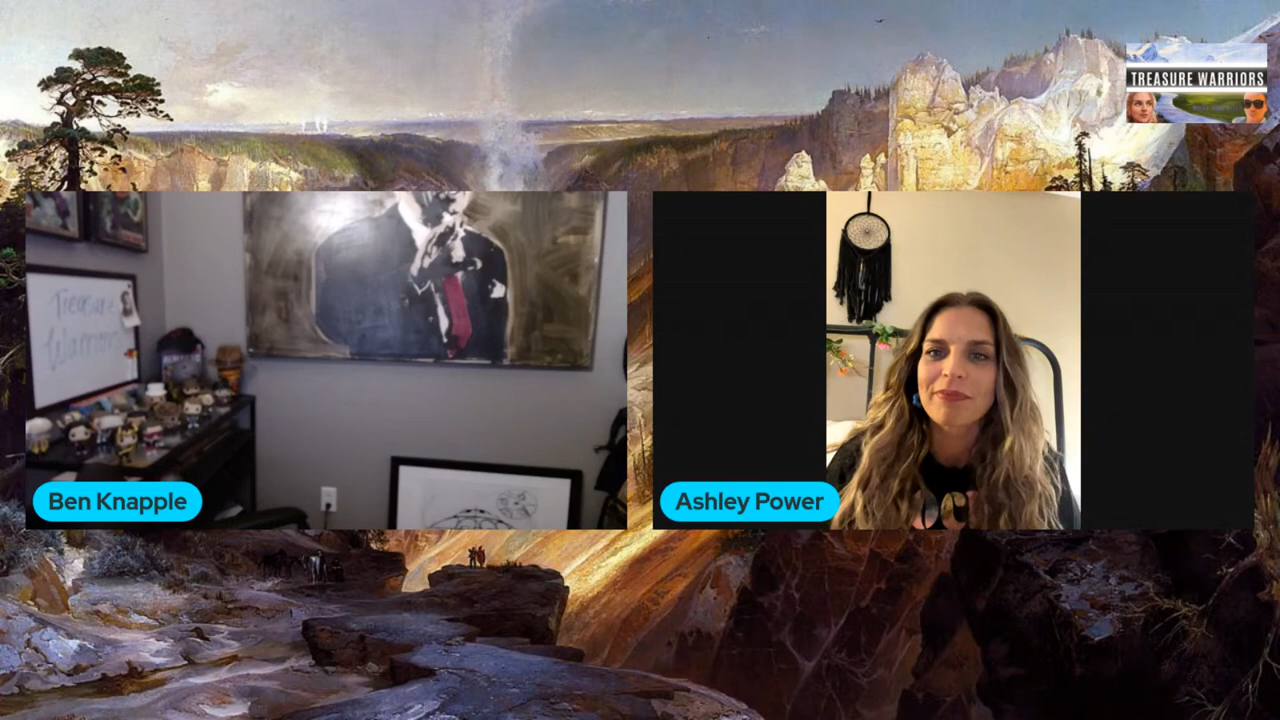 TREASURE WARRIORS
Treasure
Warriors
Ben Knapple
Ashley Power